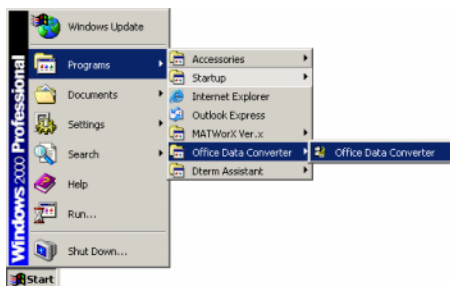 Windows 2000 Professional
Windows Update
Programs
Documents
Settings
Search
Help
Run...
Shut Down...
Start
Accessories
Startup
Internet Explorer
Outlook Express
MATWorX Ver.x
Office Data Converter
Dterm Assistant
Office Data Converter